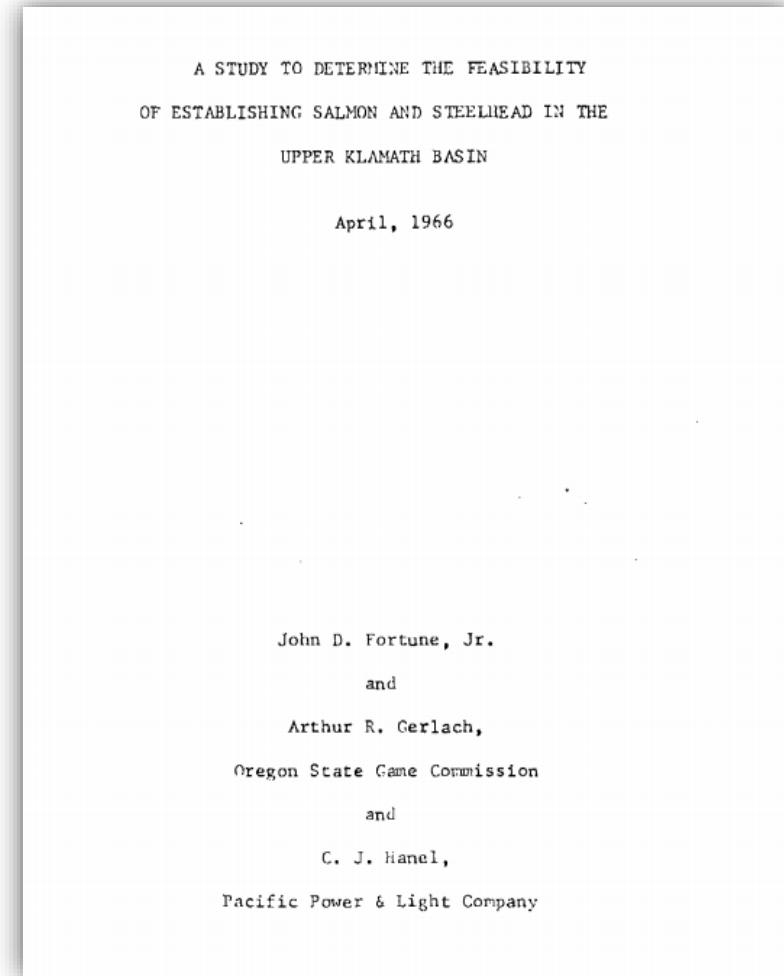 A STUDY TO DETERMINE THE FEASIBILITY
OF ESTABLISHING SALMON AND STEELHEAD IN THE
UPPER KLAMATH BASIN
April, 1966
John D. Fortune, Jr.
and
Arthur R. Gerlach,
Oregon State Game Commission
and
C. J. Hanel,
Pacific Power & Light Company